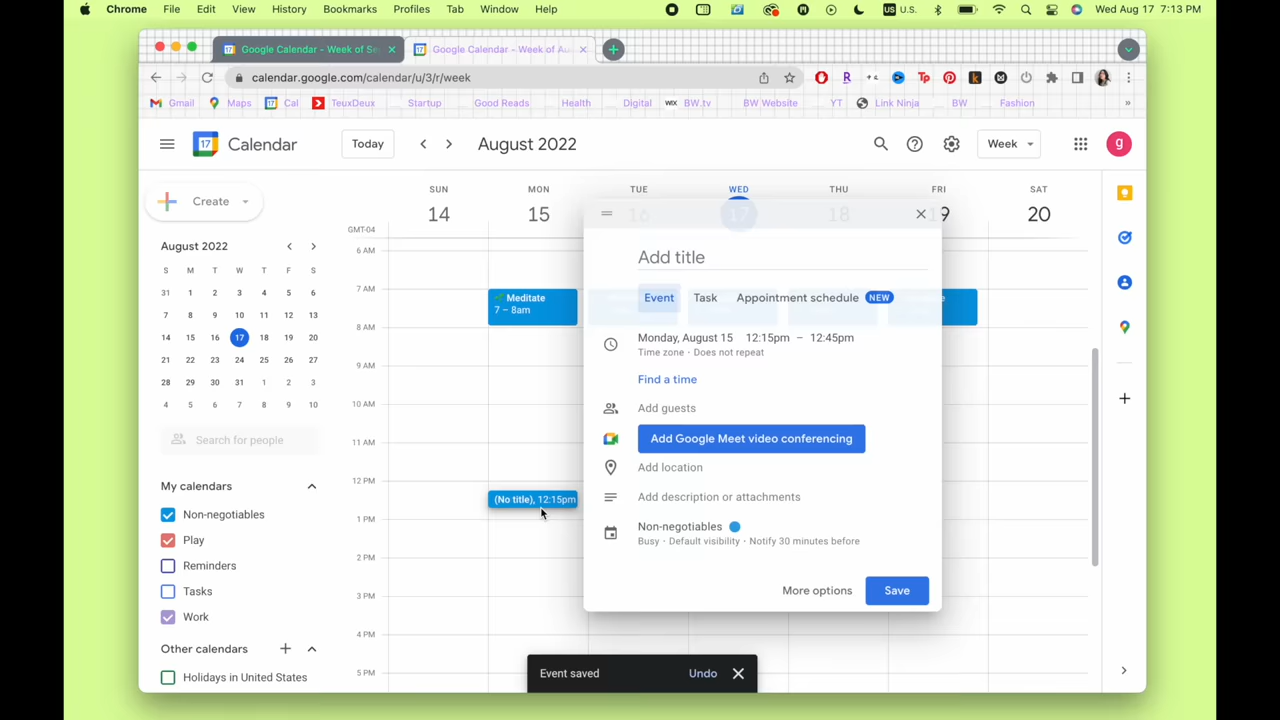 Chrome File Edit View History Bookmarks Profiles Tab Window Help U.S. Wed Aug 17 7:13 PM
Google Calendar - Week of Se
Google Calendar - Week of Au
calendar.google.com/calendar/u/3/r/week
Gmail Maps Cal TeuxDeux Startup Good Reads Health Digital BW.tv BW Website YT Link Ninja BW Fashion
Calendar Today August 2022 Week g
Create
August 2022
S M T W T F S
31 1 2 3 4 5 6
7 8 9 10 11 12 13
14 15 16 17 18 19 20
21 22 23 24 25 26 27
28 29 30 31 1 2 3
4 5 6 7 8 9 10
Search for people
My calendars
Non-negotiables
Play
Reminders
Tasks
Work
Other calendars
Holidays in United States
SUN MON TUE WED THU FRI SAT
14 15 16 17 18 19 20
GMT-04
6 AM
7 AM
8 AM
9 AM
10 AM
11 AM
12 PM
1 PM
2 PM
3 PM
4 PM
5 PM
Meditate
7 – 8am
(No title), 12:15pm
Add title
Event Task Appointment schedule NEW
Monday, August 15 12:15pm – 12:45pm
Time zone · Does not repeat
Find a time
Add guests
Add Google Meet video conferencing
Add location
Add description or attachments
Non-negotiables
Busy · Default visibility · Notify 30 minutes before
More options Save
Event saved Undo